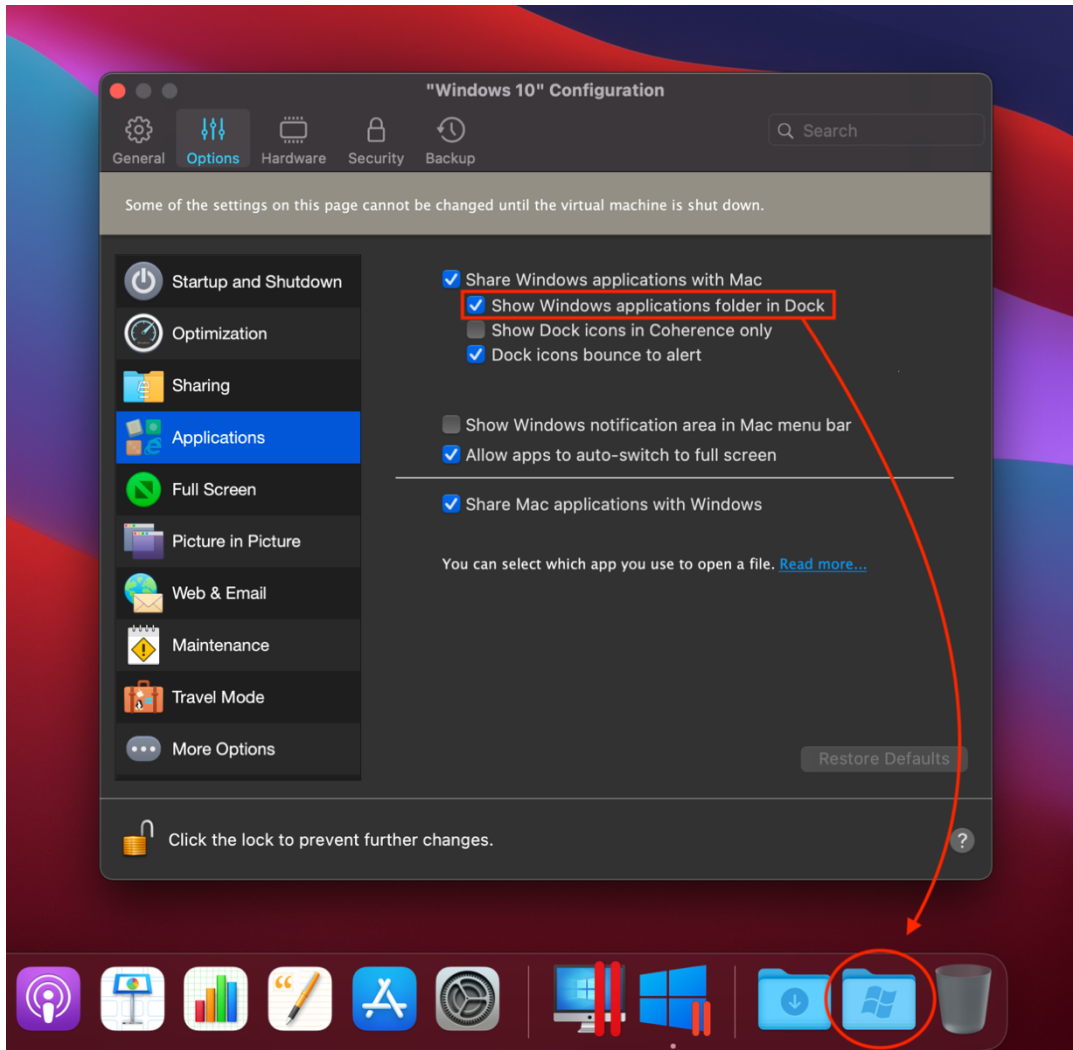 "Windows 10" Configuration
General
Options
Hardware
Security
Backup
Search
Some of the settings on this page cannot be changed until the virtual machine is shut down.
Startup and Shutdown
Optimization
Sharing
Applications
Full Screen
Picture in Picture
Web & Email
Maintenance
Travel Mode
More Options
Share Windows applications with Mac
Show Windows applications folder in Dock
Show Dock icons in Coherence only
Dock icons bounce to alert
Show Windows notification area in Mac menu bar
Allow apps to auto-switch to full screen
Share Mac applications with Windows
You can select which app you use to open a file. Read more...
Restore Defaults
Click the lock to prevent further changes.
?